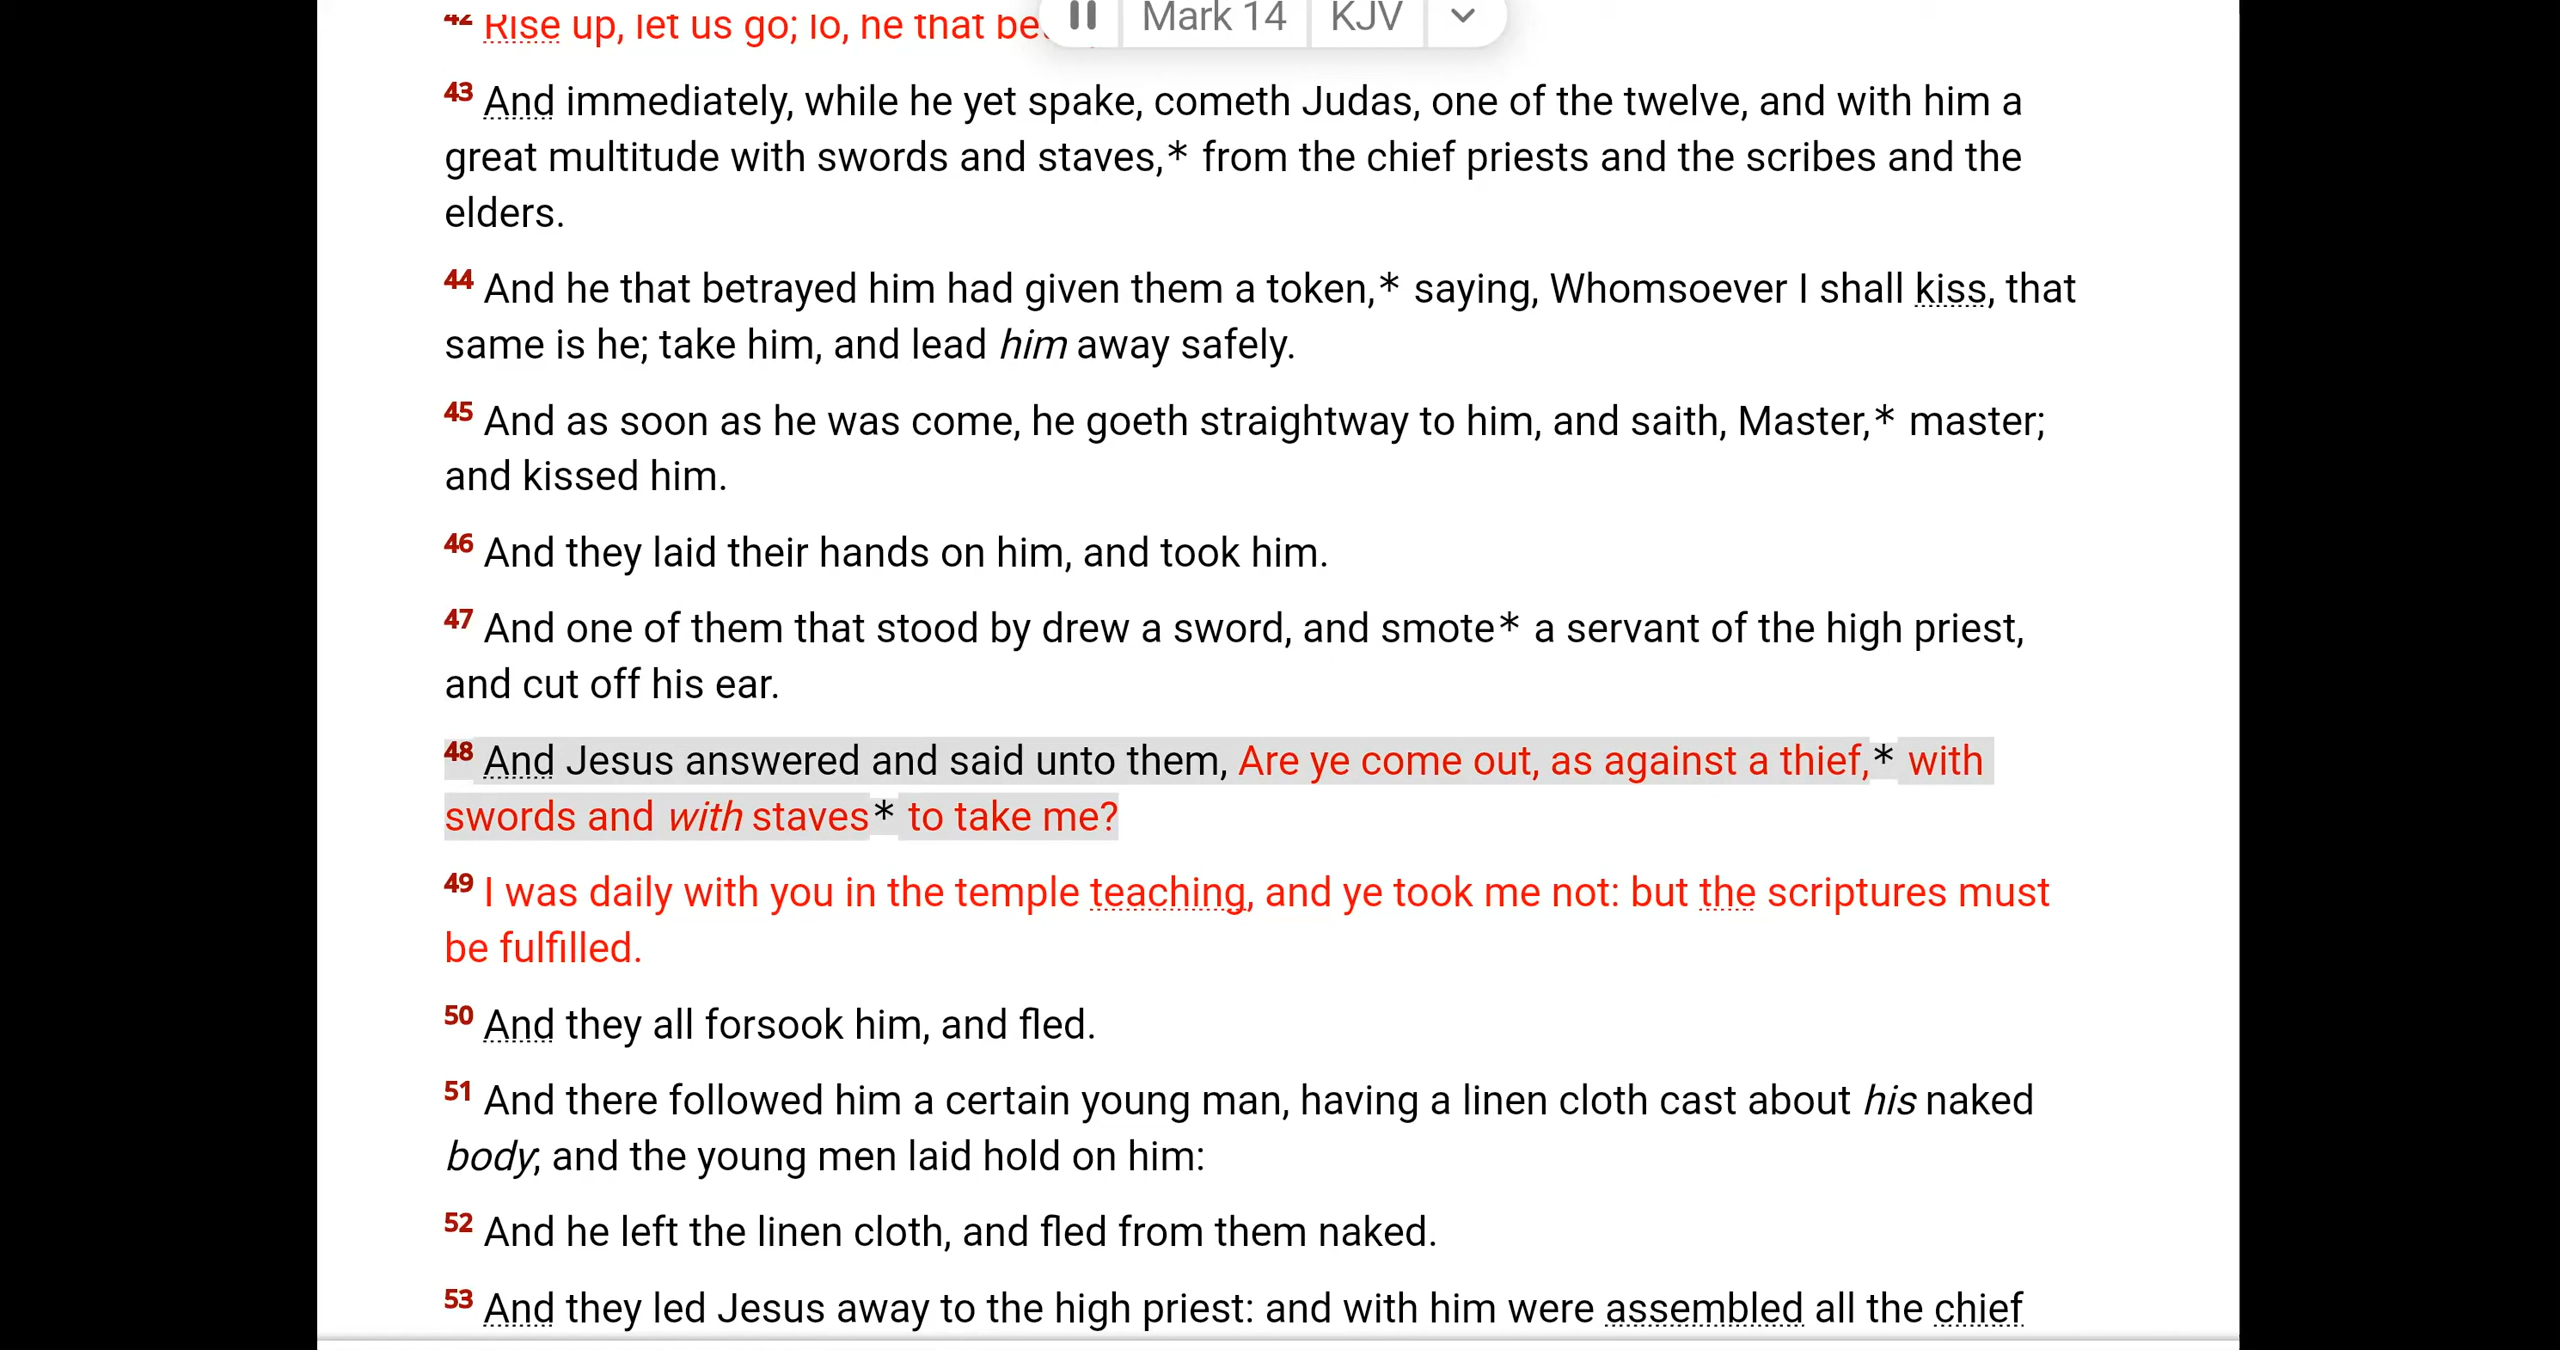 Mark 14 KJV
42 Rise up, let us go; lo, he that
43 And immediately, while he yet spake, cometh Judas, one of the twelve, and with him a
great multitude with swords and staves,* from the chief priests and the scribes and the
elders.
44 And he that betrayed him had given them a token,* saying, Whomsoever I shall kiss, that
same is he; take him, and lead him away safely.
45 And as soon as he was come, he goeth straightway to him, and saith, Master,* master;
and kissed him.
46 And they laid their hands on him, and took him.
47 And one of them that stood by drew a sword, and smote* a servant of the high priest,
and cut off his ear.
48 And Jesus answered and said unto them, Are ye come out, as against a thief,* with
swords and with staves* to take me?
49 I was daily with you in the temple teaching, and ye took me not: but the scriptures must
be fulfilled.
50 And they all forsook him, and fled.
51 And there followed him a certain young man, having a linen cloth cast about his naked
body; and the young men laid hold on him:
52 And he left the linen cloth, and fled from them naked.
53 And they led Jesus away to the high priest: and with him were assembled all the chief